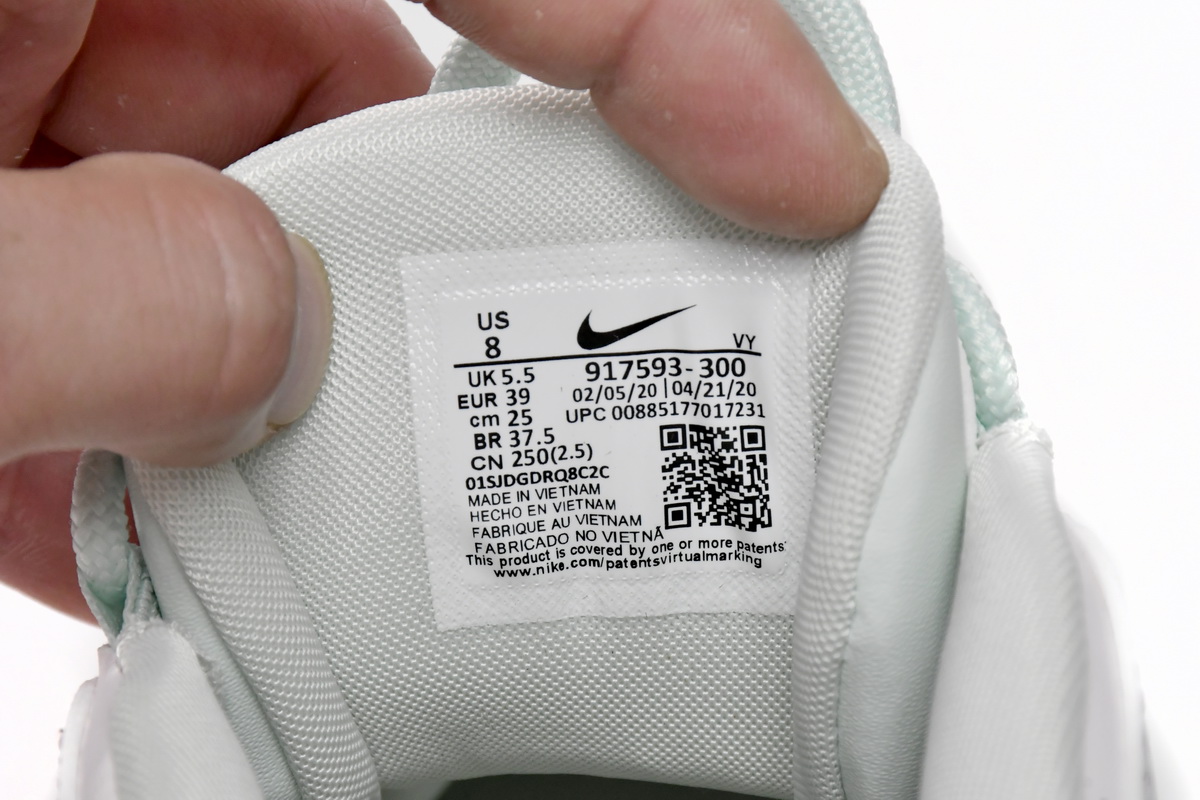 US
8
VY
UK 5.5
917593-300
EUR 39
02/05/20 | 04/21/20
cm 25
UPC 00885177017231
BR 37.5
CN 250(2.5)
01SJDGDRQ8C2C
MADE IN VIETNAM
HECHO EN VIETNAM
FABRIQUE AU VIETNAM
FABRICADO NO VIETNÃ
This product is covered by one or more patents
www.nike.com/patentsvirtualmarking